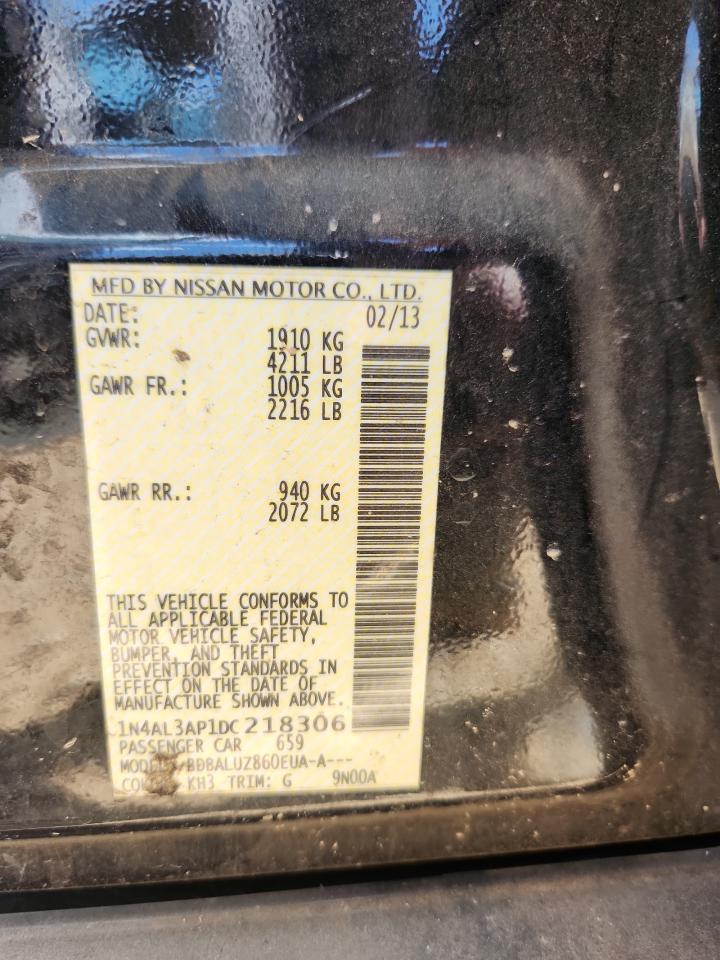 MFD BY NISSAN MOTOR CO., LTD.
DATE: 02/13
GVWR: 1910 KG
4211 LB
GAWR FR.: 1005 KG
2216 LB
GAWR RR.: 940 KG
2072 LB
THIS VEHICLE CONFORMS TO
ALL APPLICABLE FEDERAL
MOTOR VEHICLE SAFETY,
BUMPER, AND THEFT
PREVENTION STANDARDS IN
EFFECT ON THE DATE OF
MANUFACTURE SHOWN ABOVE.
1N4AL3AP1DC218306
PASSENGER CAR 659
BDBALUZ860EUA-A---
KH3 TRIM: G 9N00A